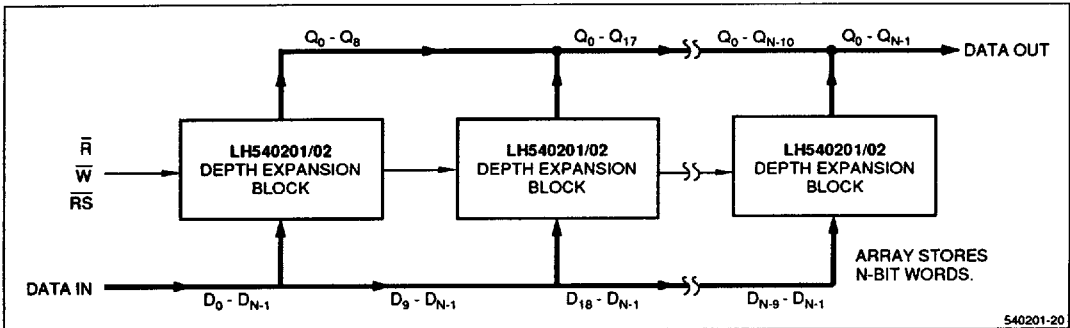 Q0 - Q8
Q0 - Q17
Q0 - QN-10
Q0 - QN-1
DATA OUT
R̅
W̅
R̅S̅
LH540201/02
DEPTH EXPANSION
BLOCK
LH540201/02
DEPTH EXPANSION
BLOCK
LH540201/02
DEPTH EXPANSION
BLOCK
ARRAY STORES
N-BIT WORDS.
DATA IN
D0 - DN-1
D9 - DN-1
D18 - DN-1
DN-9 - DN-1
540201-20